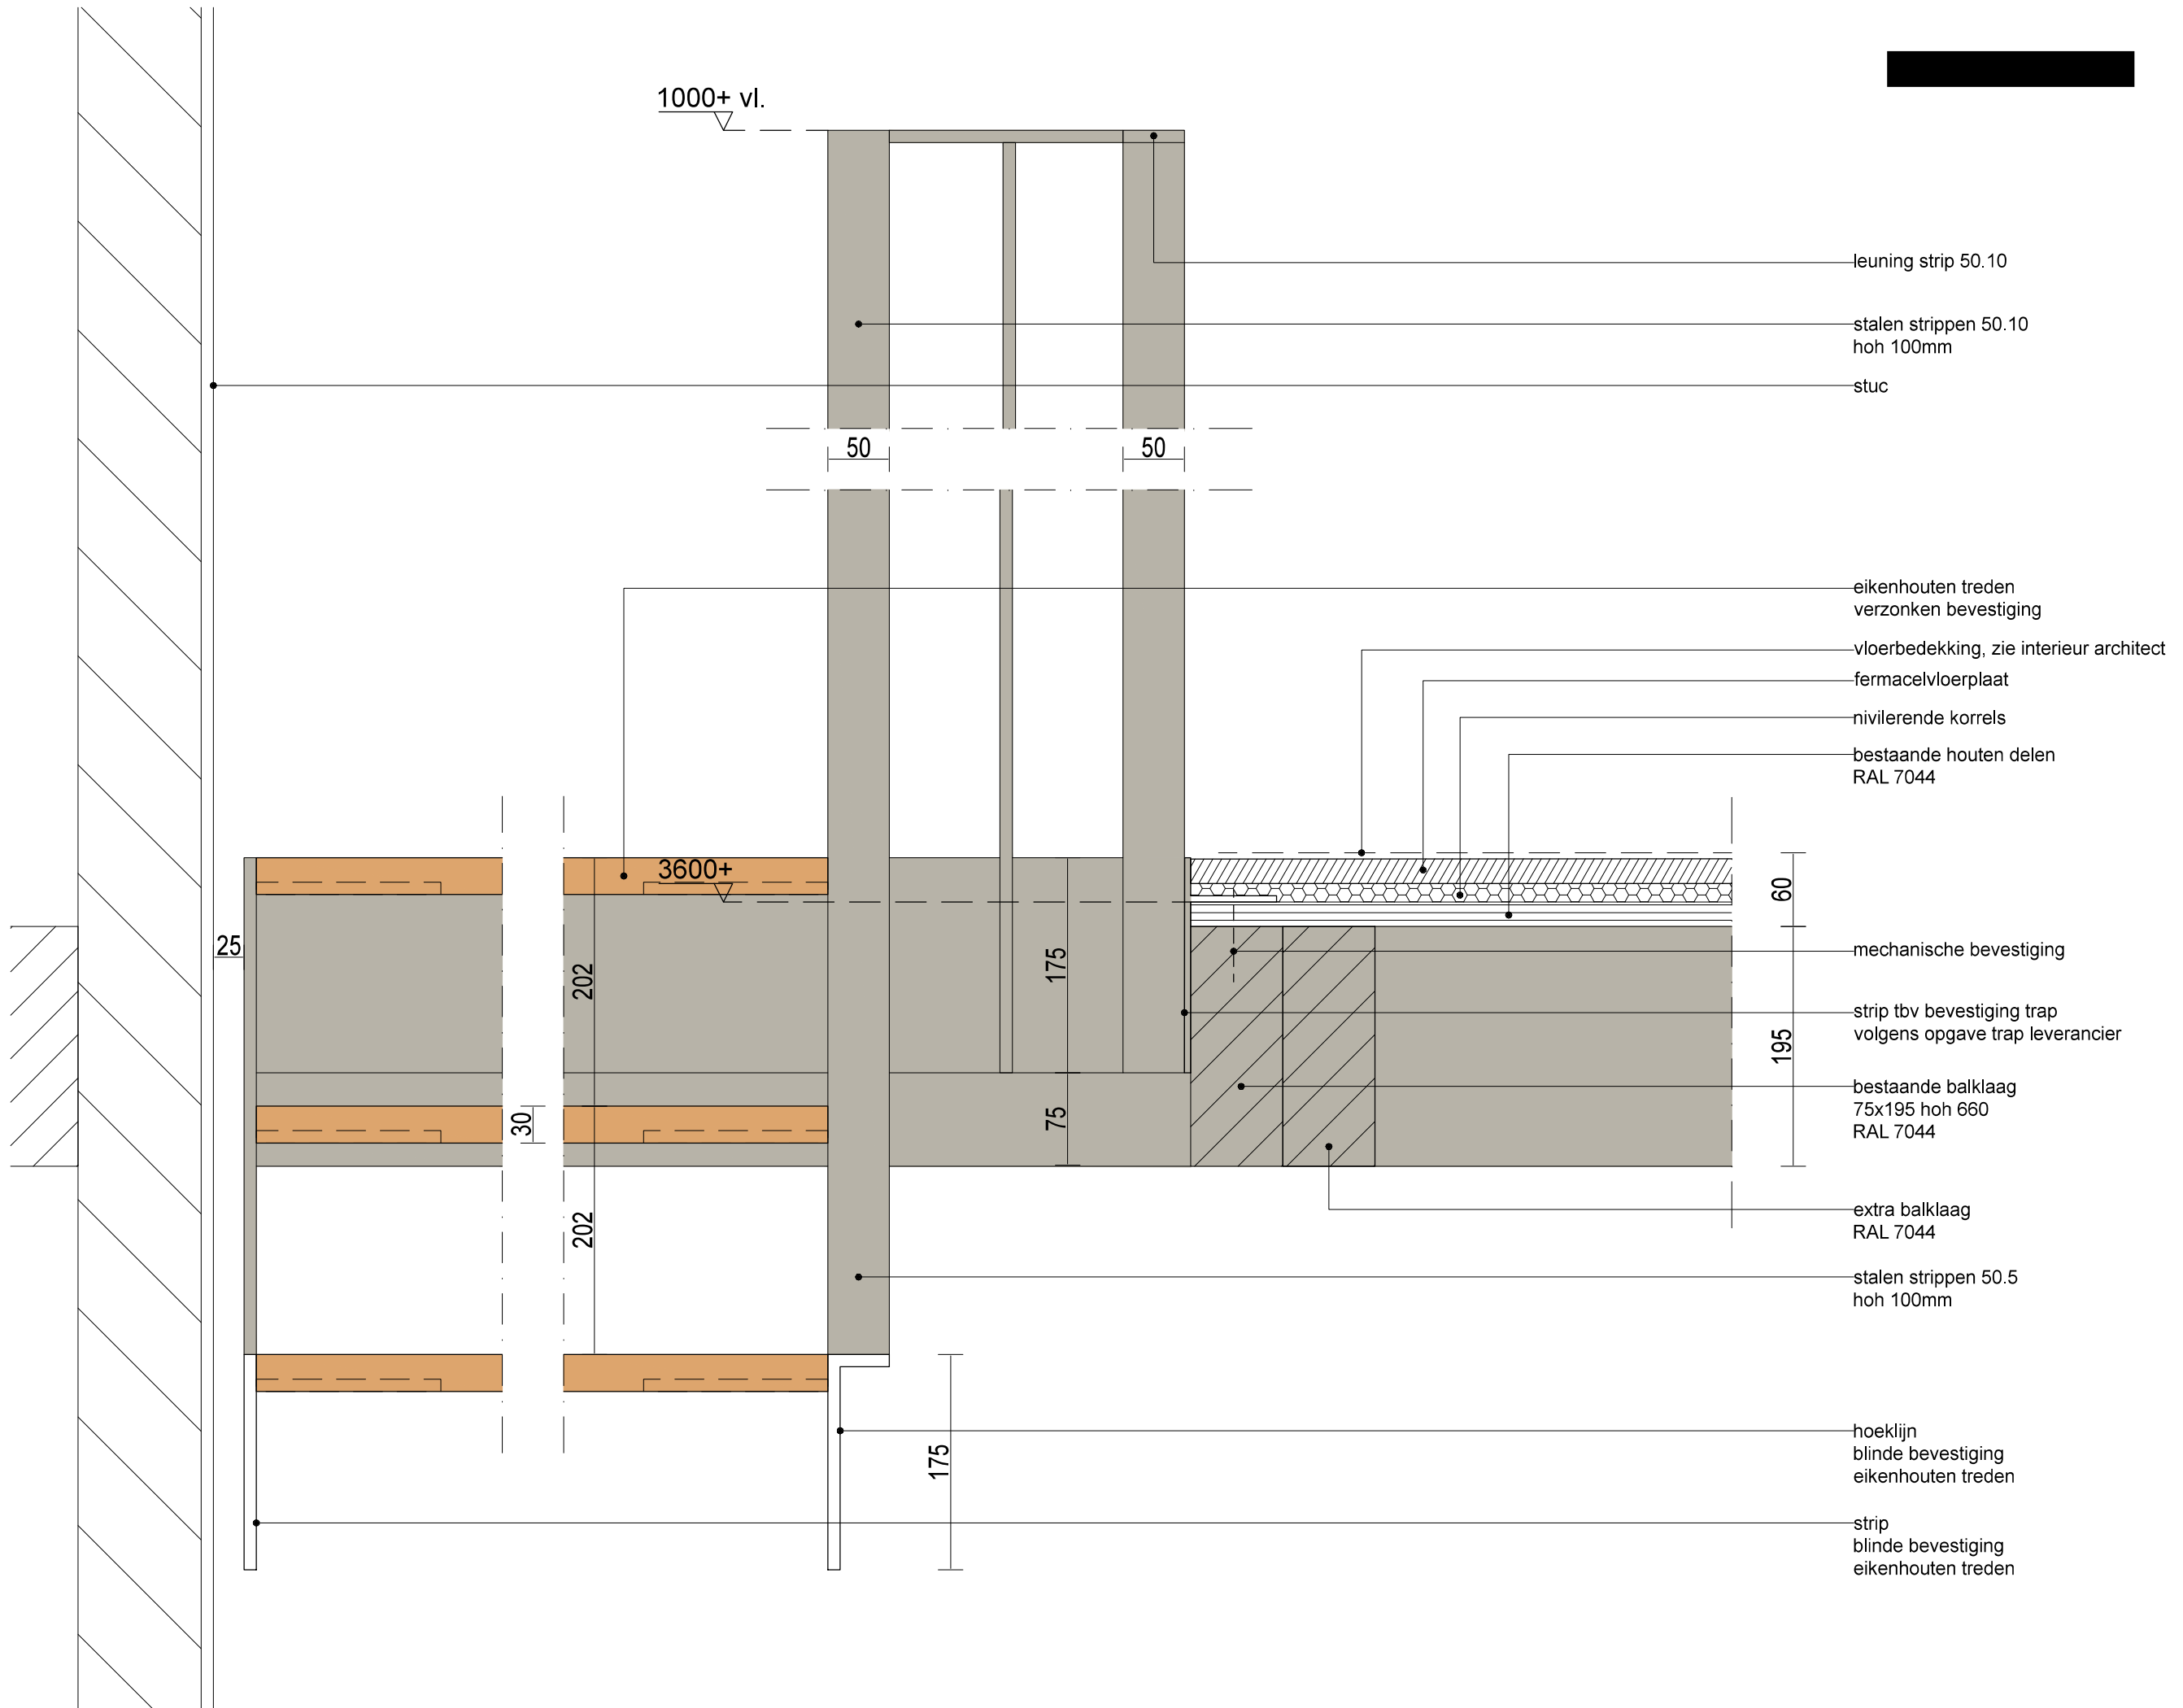 1000+ vl.
leuning strip 50.10
stalen strippen 50.10
hoh 100mm
stuc
50
50
eikenhouten treden
verzonken bevestiging
vloerbedekking, zie interieur architect
fermacelvloerplaat
nivilerende korrels
bestaande houten delen
RAL 7044
3600+
60
25
202
175
mechanische bevestiging
strip tbv bevestiging trap
volgens opgave trap leverancier
195
bestaande balklaag
75x195 hoh 660
RAL 7044
30
75
202
extra balklaag
RAL 7044
stalen strippen 50.5
hoh 100mm
175
hoeklijn
blinde bevestiging
eikenhouten treden
strip
blinde bevestiging
eikenhouten treden